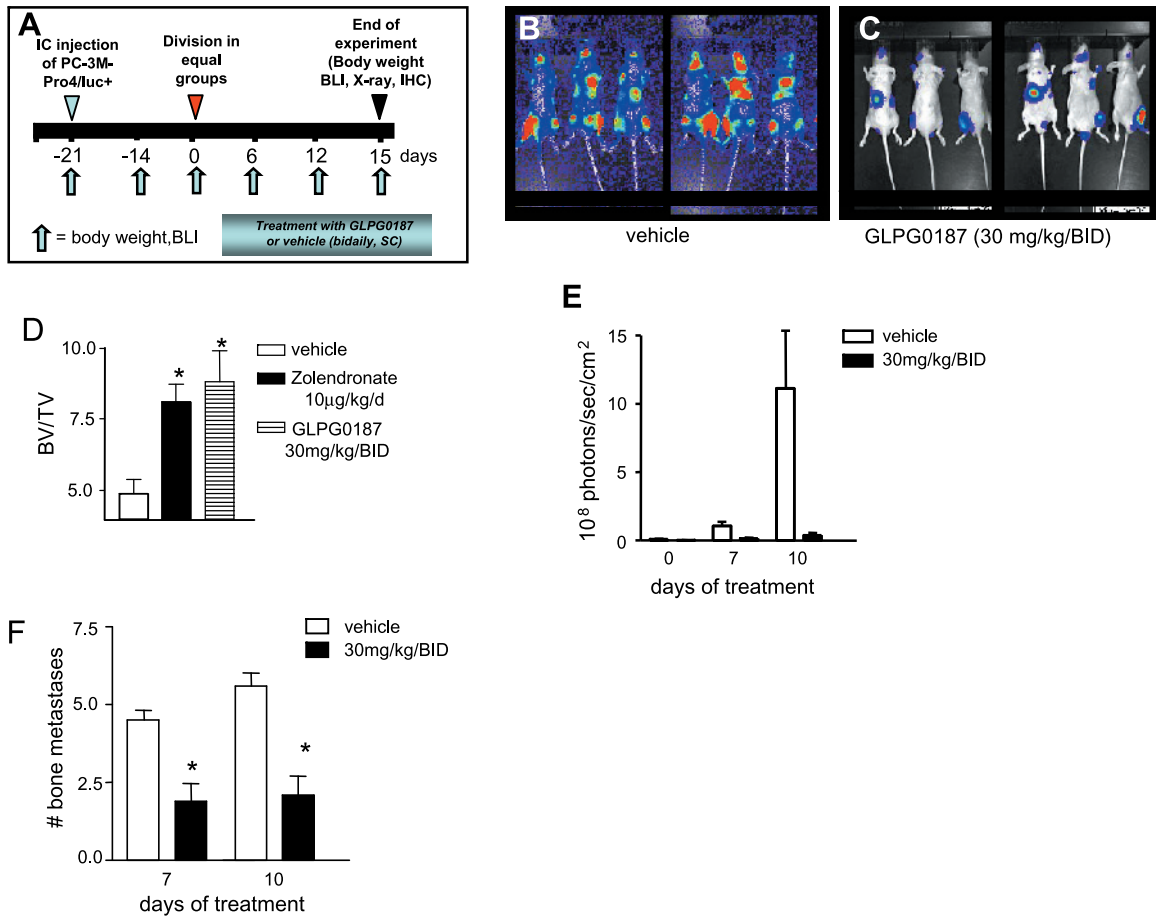 A
IC injection
of PC-3M-
Pro4/luc+
Division in
equal
groups
End of
experiment
(Body weight
BLI, X-ray, IHC)
-21
-14
0
6
12
15
days
= body weight,BLI
Treatment with GLPG0187
or vehicle (bidaily, SC)
B
vehicle
C
GLPG0187 (30 mg/kg/BID)
D
10.0
7.5
5.0
BV/TV
vehicle
Zolendronate
10µg/kg/d
GLPG0187
30mg/kg/BID
*
*
E
15
10
5
0
10⁸ photons/sec/cm²
vehicle
30mg/kg/BID
0
7
10
days of treatment
F
7.5
5.0
2.5
0.0
# bone metastases
vehicle
30mg/kg/BID
*
*
7
10
days of treatment